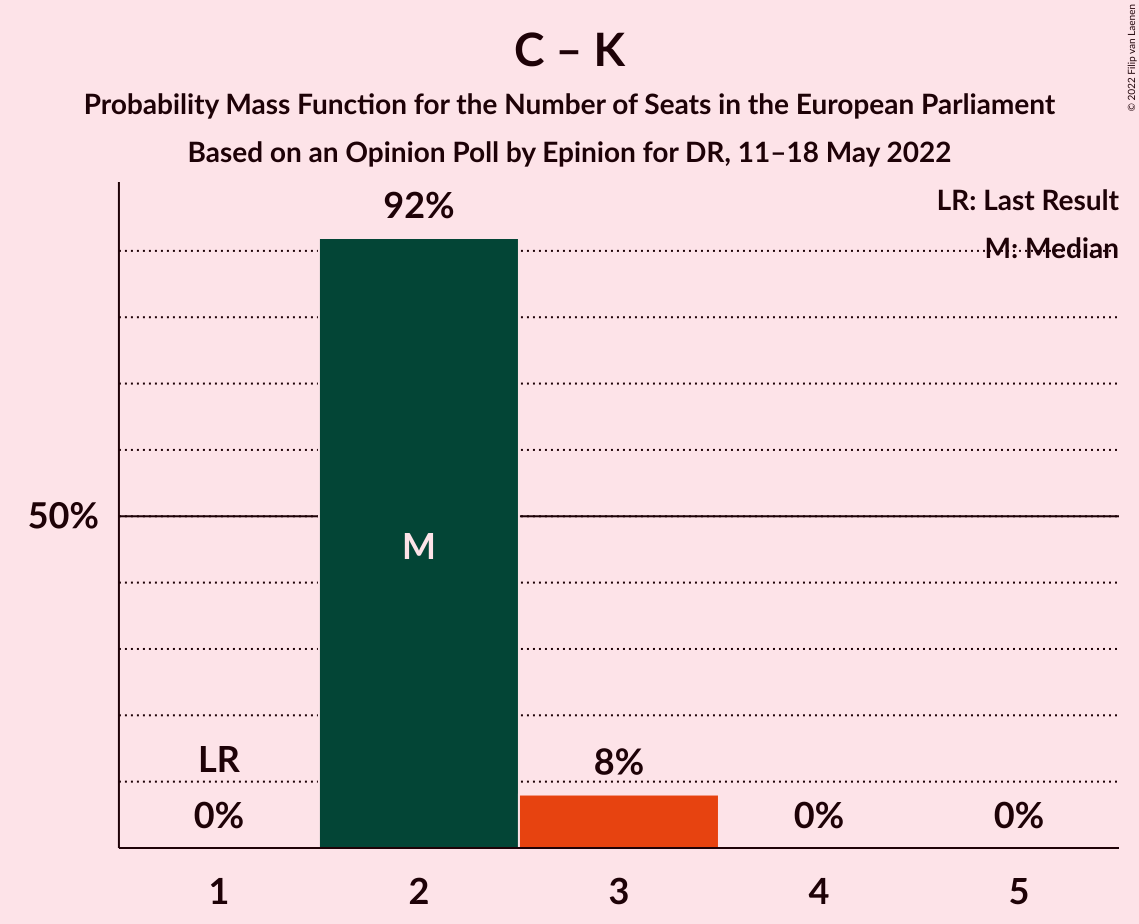 C – K
Probability Mass Function for the Number of Seats in the European Parliament
Based on an Opinion Poll by Epinion for DR, 11–18 May 2022
© 2022 Filip van Laenen
LR: Last Result
M: Median
92%
50%
M
LR
8%
0%
0%
0%
1
2
3
4
5